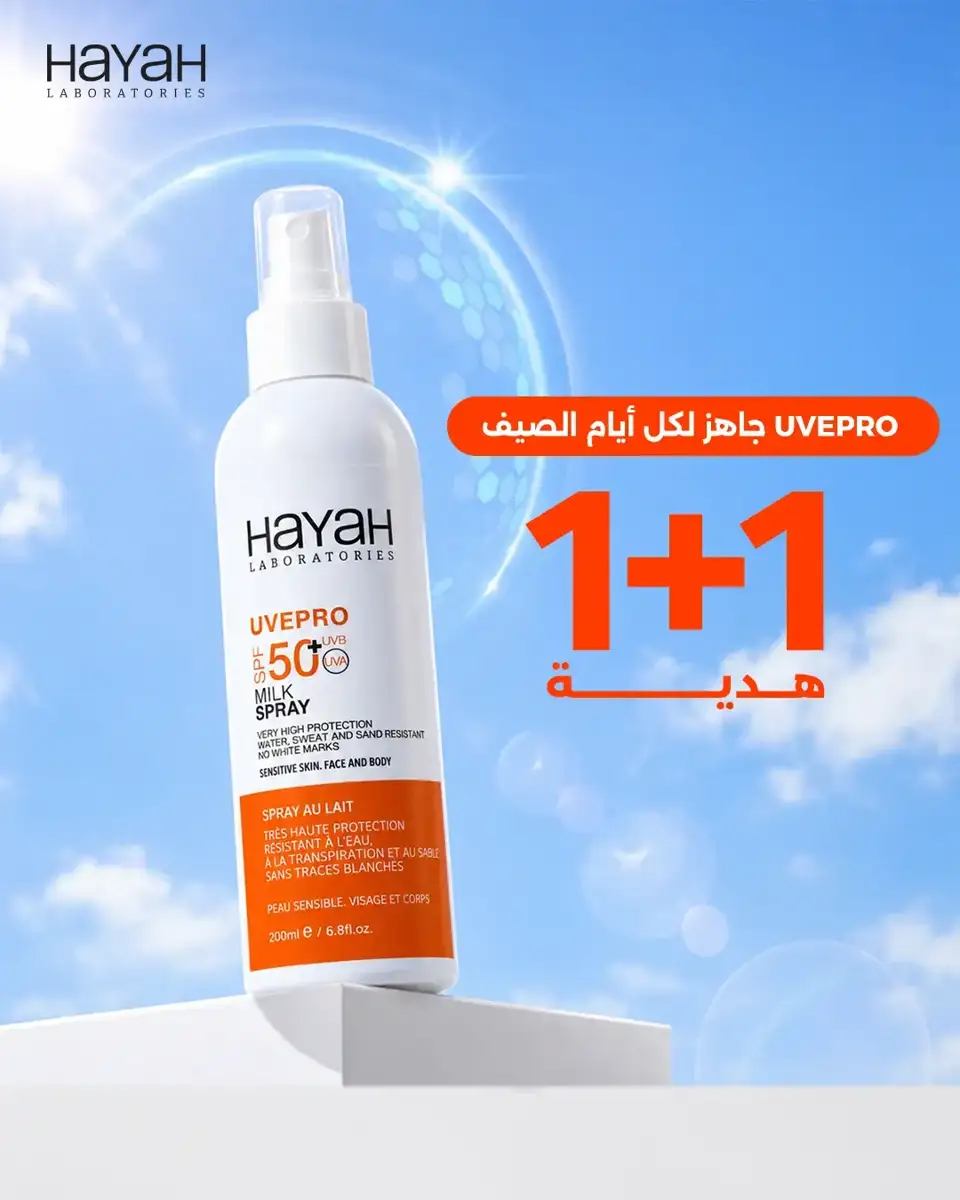 HAYAH
LABORATORIES
UVEPRO جاهز لكل أيام الصيف
1+1
هديـــة
HAYAH
LABORATORIES
UVEPRO
SPF 50+ UVB UVA
MILK
SPRAY
VERY HIGH PROTECTION
WATER, SWEAT AND SAND RESISTANT
NO WHITE MARKS
SENSITIVE SKIN. FACE AND BODY
SPRAY AU LAIT
TRÈS HAUTE PROTECTION
RÉSISTANT À L'EAU,
À LA TRANSPIRATION ET AU SABLE
SANS TRACES BLANCHES
PEAU SENSIBLE. VISAGE ET CORPS
200ml e / 6.8fl.oz.